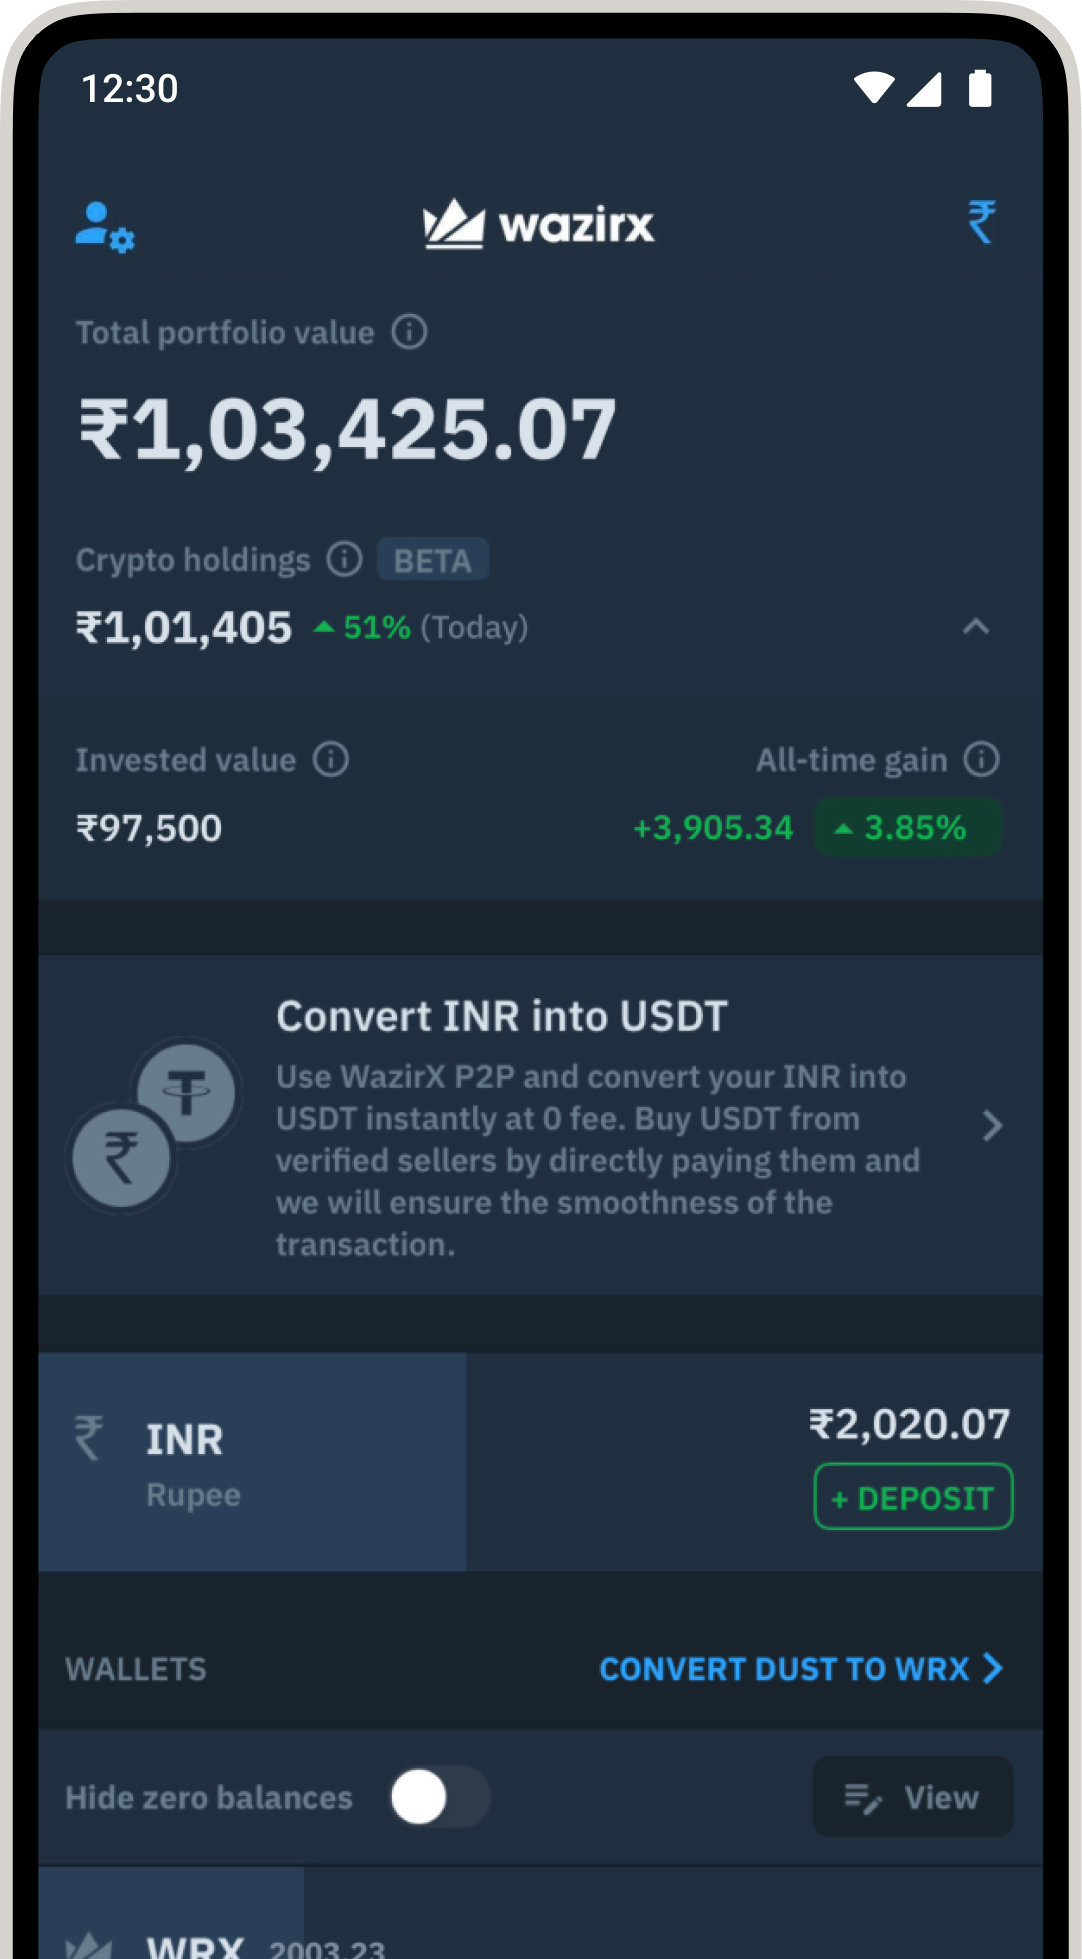 12:30
wazirx
₹
Total portfolio value
₹1,03,425.07
Crypto holdings BETA
₹1,01,405 51% (Today)
Invested value All-time gain
₹97,500 +3,905.34 3.85%
Convert INR into USDT
Use WazirX P2P and convert your INR into
USDT instantly at 0 fee. Buy USDT from
verified sellers by directly paying them and
we will ensure the smoothness of the
transaction.
₹ INR ₹2,020.07
Rupee + DEPOSIT
WALLETS CONVERT DUST TO WRX
Hide zero balances View
WRX 2003.23